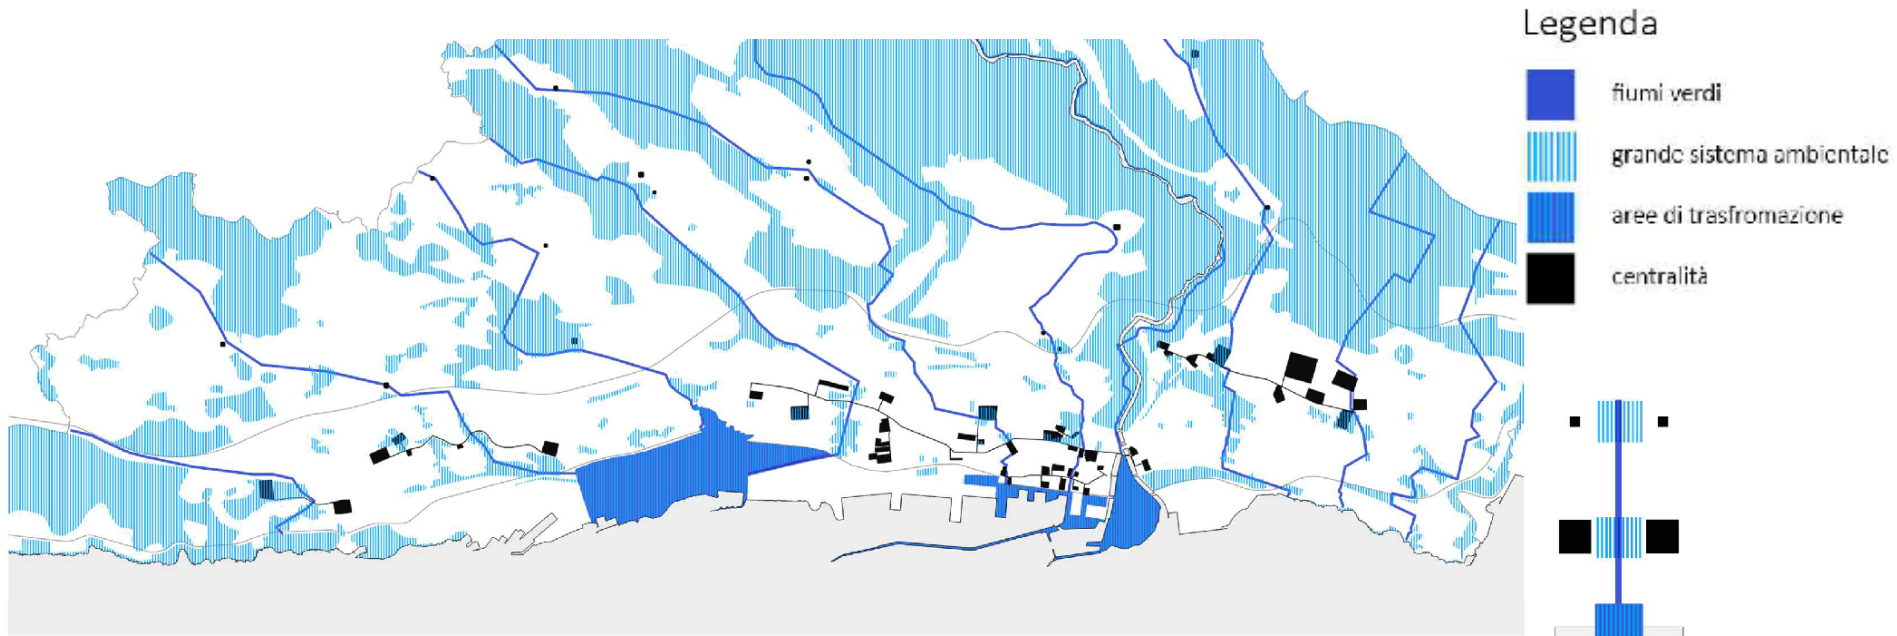 Legenda
fiumi verdi
grande sistema ambientale
aree di trasfromazione
centralità